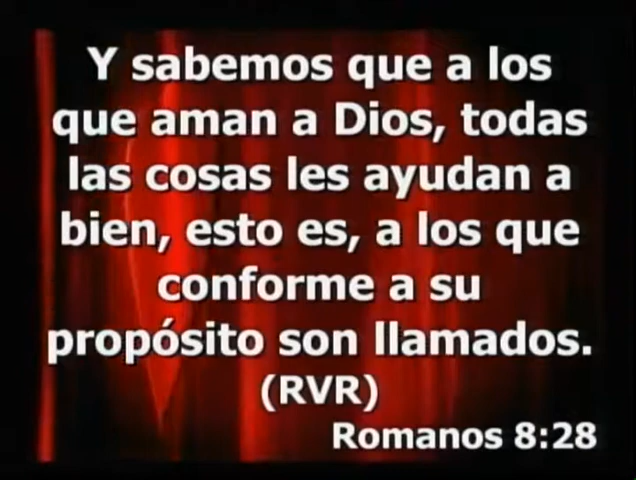 Y sabemos que a los
que aman a Dios, todas
las cosas les ayudan a
bien, esto es, a los que
conforme a su
propósito son llamados.
(RVR)
Romanos 8:28